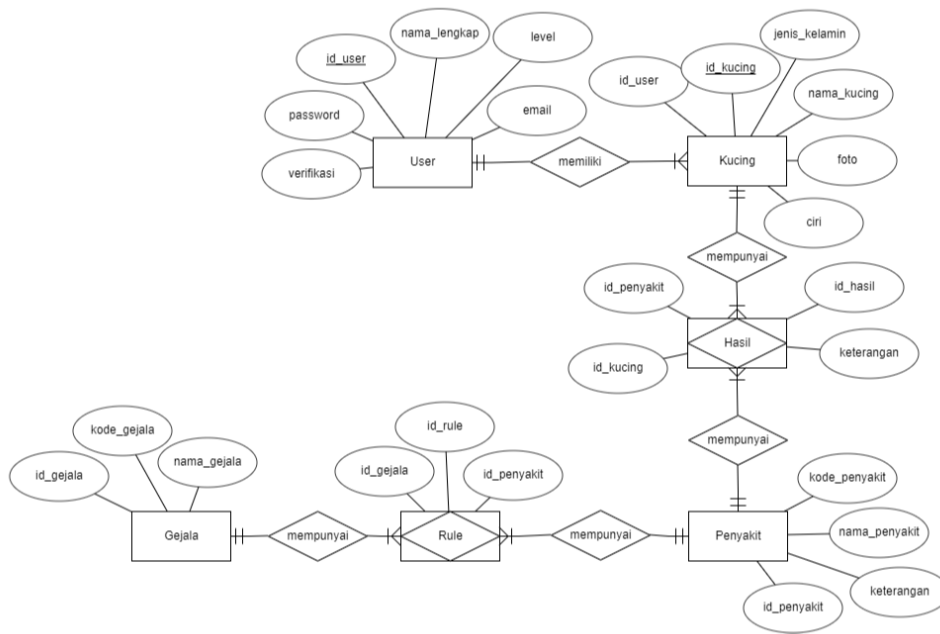 nama_lengkap
level
jenis_kelamin
id_user
id_user
id_kucing
nama_kucing
password
email
User
memiliki
Kucing
foto
verifikasi
ciri
mempunyai
id_penyakit
id_hasil
Hasil
keterangan
id_kucing
kode_gejala
id_rule
mempunyai
id_gejala
nama_gejala
id_gejala
id_penyakit
kode_penyakit
Gejala
mempunyai
Rule
mempunyai
Penyakit
nama_penyakit
keterangan
id_penyakit